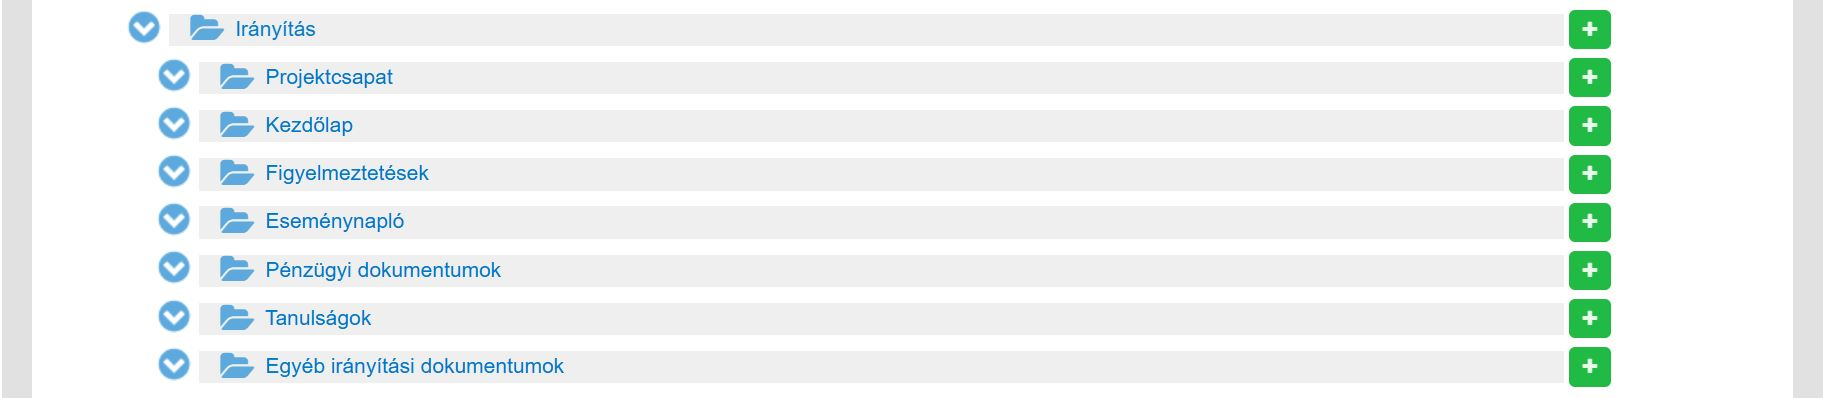 Irányítás
Projektcsapat
Kezdőlap
Figyelmeztetések
Eseménynapló
Pénzügyi dokumentumok
Tanulságok
Egyéb irányítási dokumentumok